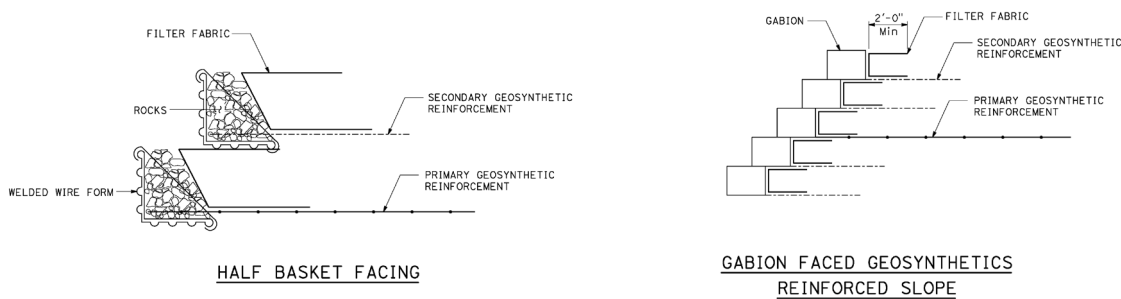 FILTER FABRIC
ROCKS
SECONDARY GEOSYNTHETIC
REINFORCEMENT
WELDED WIRE FORM
PRIMARY GEOSYNTHETIC
REINFORCEMENT
HALF BASKET FACING
GABION
2'-0"
Min
FILTER FABRIC
SECONDARY GEOSYNTHETIC
REINFORCEMENT
PRIMARY GEOSYNTHETIC
REINFORCEMENT
GABION FACED GEOSYNTHETICS
REINFORCED SLOPE